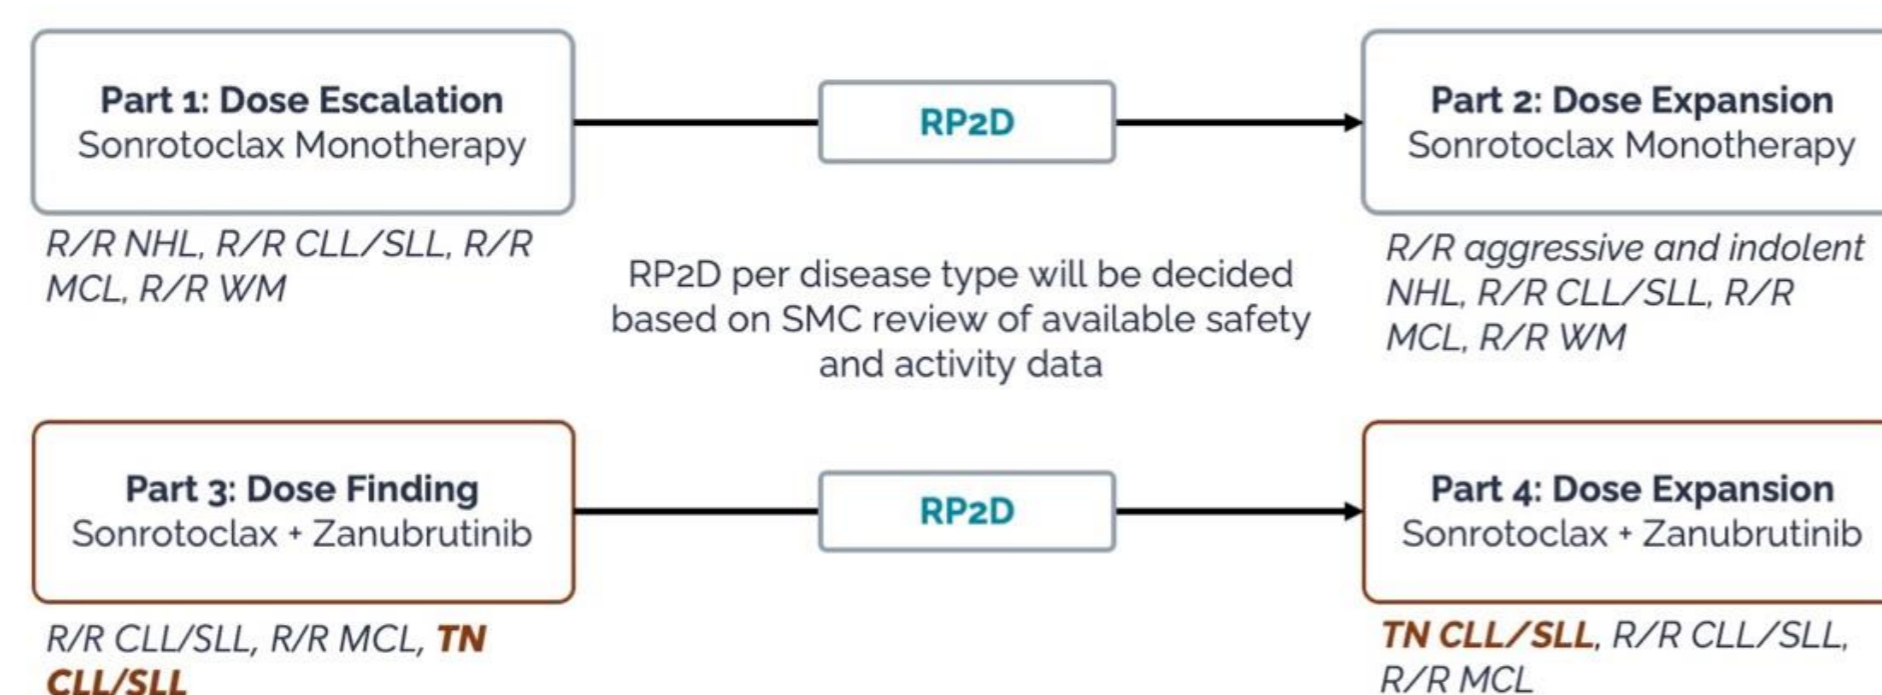 Part 1: Dose Escalation
Sonrotoclax Monotherapy
RP2D
Part 2: Dose Expansion
Sonrotoclax Monotherapy
R/R NHL, R/R CLL/SLL, R/R
MCL, R/R WM
RP2D per disease type will be decided
based on SMC review of available safety
and activity data
R/R aggressive and indolent
NHL, R/R CLL/SLL, R/R
MCL, R/R WM
Part 3: Dose Finding
Sonrotoclax + Zanubrutinib
RP2D
Part 4: Dose Expansion
Sonrotoclax + Zanubrutinib
R/R CLL/SLL, R/R MCL, TN
CLL/SLL
TN CLL/SLL, R/R CLL/SLL,
R/R MCL